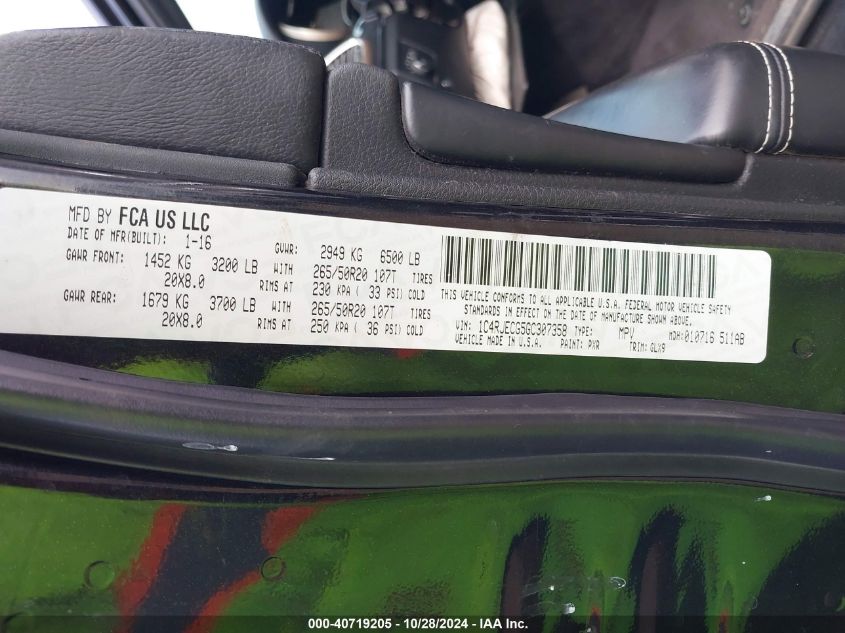 MFD BY FCA US LLC
DATE OF MFR(BUILT): 1-16 GVWR: 2949 KG 6500 LB
GAWR FRONT: 1452 KG 3200 LB WITH 265/50R20 107T TIRES
20X8.0 RIMS AT 230 KPA ( 33 PSI) COLD
GAWR REAR: 1679 KG 3700 LB WITH 265/50R20 107T TIRES
20X8.0 RIMS AT 250 KPA ( 36 PSI) COLD
THIS VEHICLE CONFORMS TO ALL APPLICABLE U.S.A. FEDERAL MOTOR VEHICLE SAFETY
STANDARDS IN EFFECT ON THE DATE OF MANUFACTURE SHOWN ABOVE.
VIN: 1C4RJECG5GC307358 TYPE: MPV MDH:010716 511AB
VEHICLE MADE IN U.S.A. PAINT: PXR TRIM: GLX9
000-40719205 - 10/28/2024 - IAA Inc.